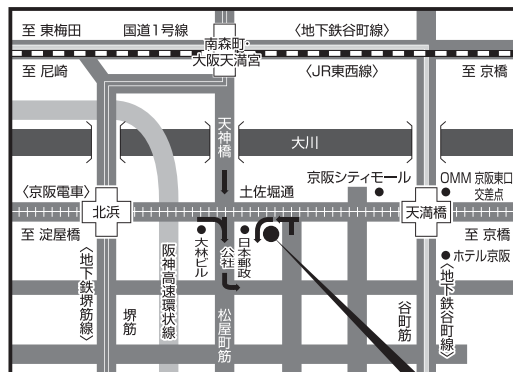 至 東梅田
国道1号線
南森町・
大阪天満宮
〈地下鉄谷町線〉
至 尼崎
〈JR東西線〉
至 京橋
天神橋
大川
京阪シティモール
OMM 京阪東口
交差点
〈京阪電車〉
土佐堀通
北浜
天満橋
至 淀屋橋
至 京橋
〈地下鉄堺筋線〉
堺筋
阪神高速環状線
大林ビル
公社
日本郵政
松屋町筋
谷町筋
ホテル京阪
〈地下鉄谷町線〉